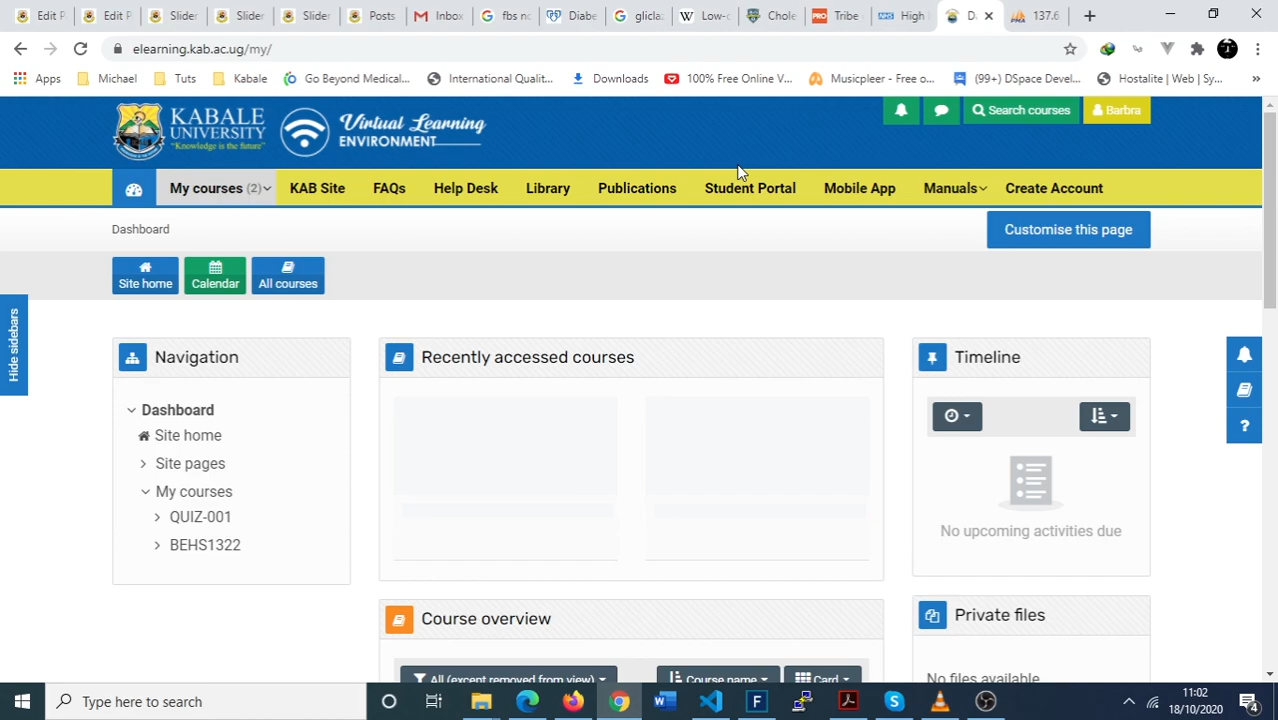 Edit P
Edit P
Slider
Slider
Slider
Posts
Inbox
fbs no
Diabe
gliclaz
Low-c
Chole
PRO
Tribe
NHS
High
D
137.6
elearning.kab.ac.ug/my/
Apps
Michael
Tuts
Kabale
Go Beyond Medical...
International Qualit...
Downloads
100% Free Online V...
Musicpleer - Free o...
(99+) DSpace Devel...
Hostalite | Web | Sy...
»
KABALE
UNIVERSITY
"Knowledge is the future"
Virtual Learning
ENVIRONMENT
Search courses
Barbra
My courses (2)
KAB Site
FAQs
Help Desk
Library
Publications
Student Portal
Mobile App
Manuals
Create Account
Dashboard
Customise this page
Site home
Calendar
All courses
Hide sidebars
Navigation
Dashboard
Site home
Site pages
My courses
QUIZ-001
BEHS1322
Recently accessed courses
Course overview
All (except removed from view)
Course name
Card
Timeline
No upcoming activities due
Private files
No files available
?
Type here to search
W
F
S
11:02
18/10/2020
4